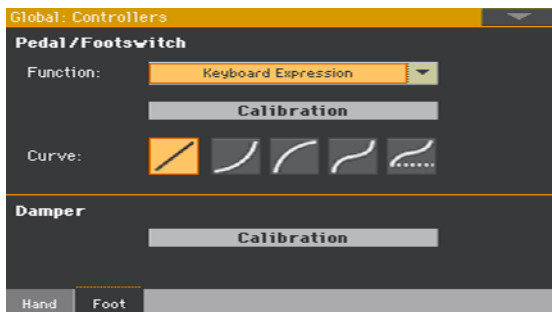 Global: Controllers
Pedal/Footswitch
Function: Keyboard Expression
Calibration
Curve:
Damper
Calibration
Hand Foot